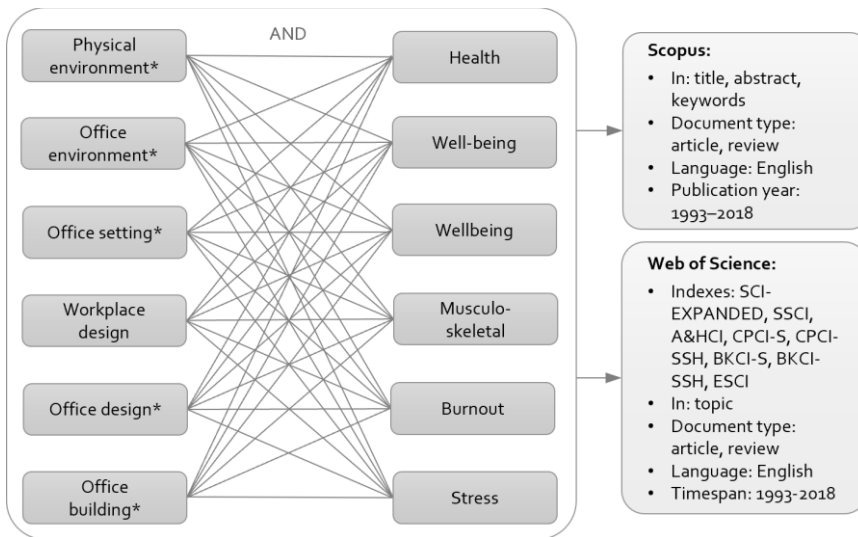 AND
Physical
environment*
Office
environment*
Office setting*
Workplace
design
Office design*
Office
building*
Health
Well-being
Wellbeing
Musculo-
skeletal
Burnout
Stress
Scopus:
• In: title, abstract,
keywords
• Document type:
article, review
• Language: English
• Publication year:
1993–2018
Web of Science:
• Indexes: SCI-
EXPANDED, SSCI,
A&HCI, CPCI-S, CPCI-
SSH, BKCI-S, BKCI-
SSH, ESCI
• In: topic
• Document type:
article, review
• Language: English
• Timespan: 1993-2018